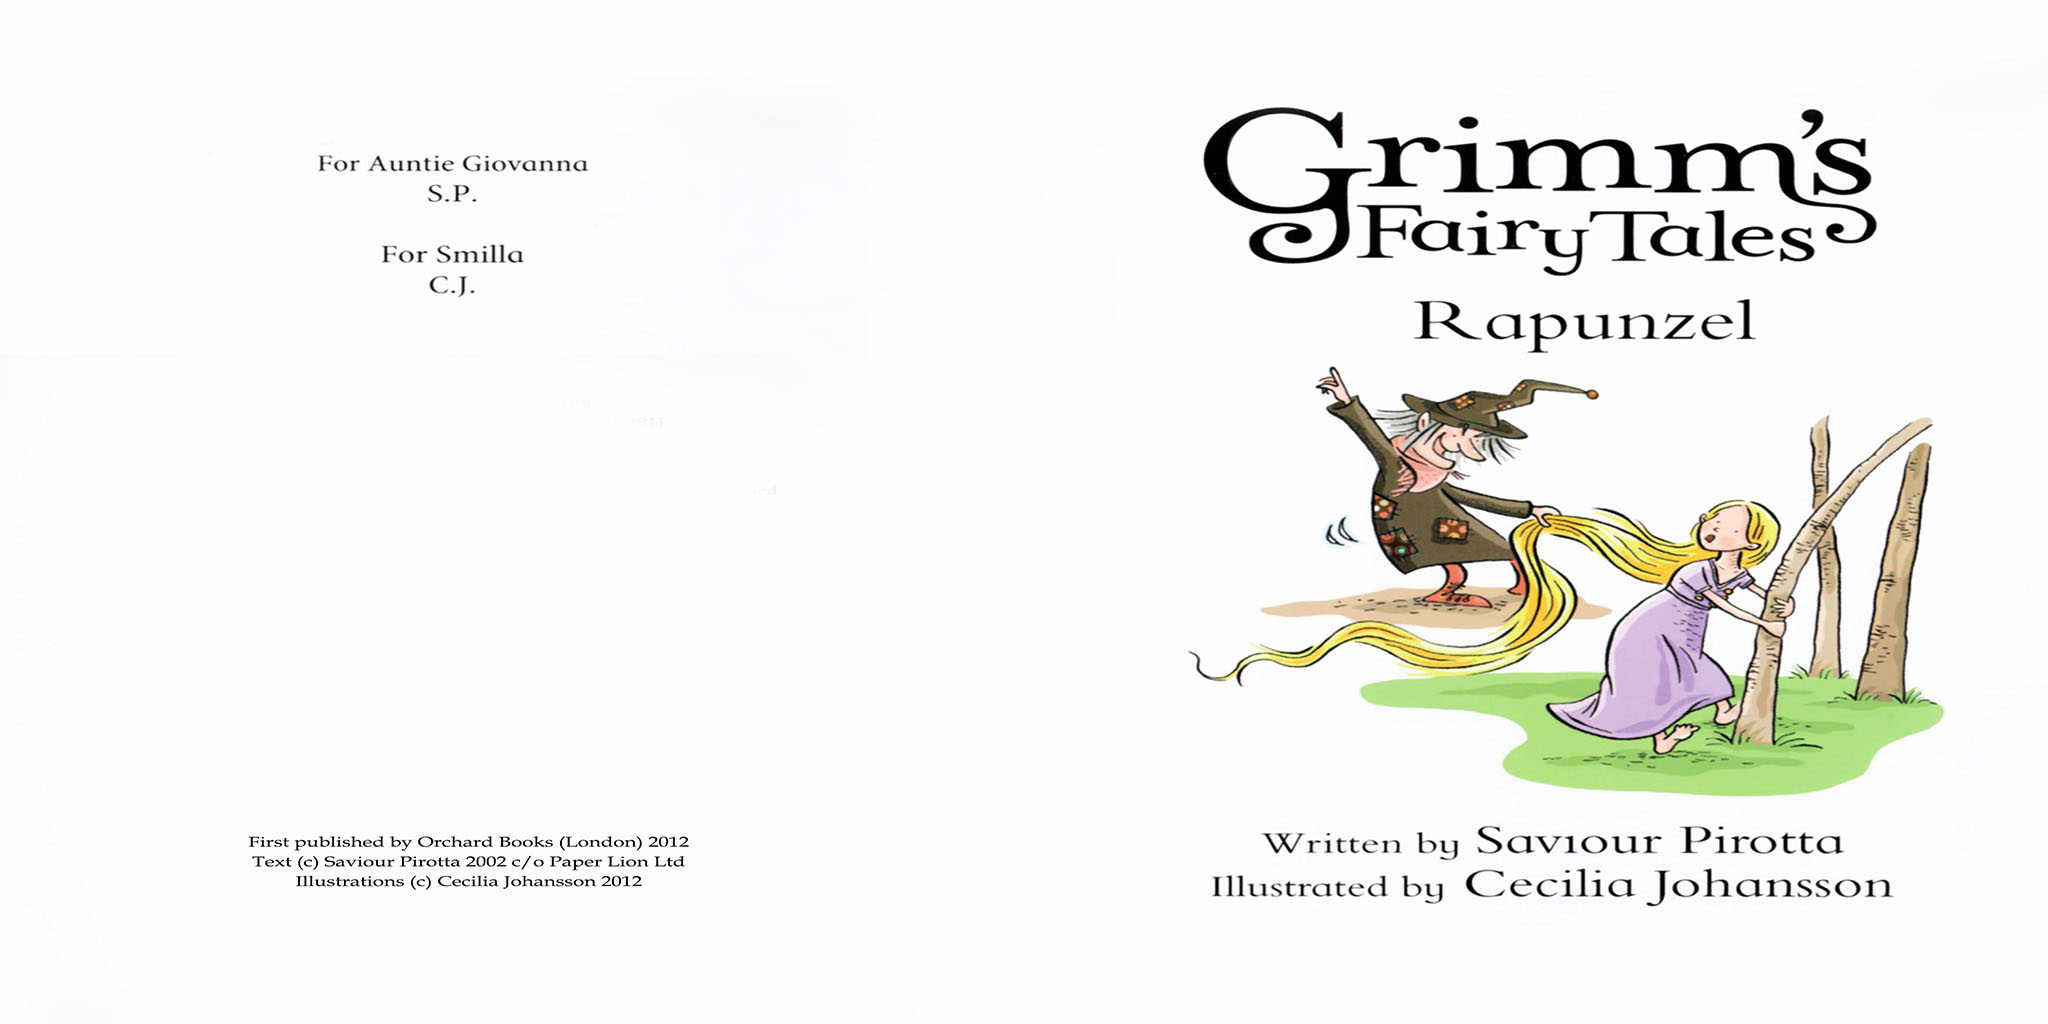 For Auntie Giovanna
S.P.
For Smilla
C.J.
First published by Orchard Books (London) 2012
Text (c) Saviour Pirotta 2002 c/o Paper Lion Ltd
Illustrations (c) Cecilia Johansson 2012
Grimm's
Fairy Tales
Rapunzel
Written by Savıour Pirotta
Illustrated by Cecilia Johansson